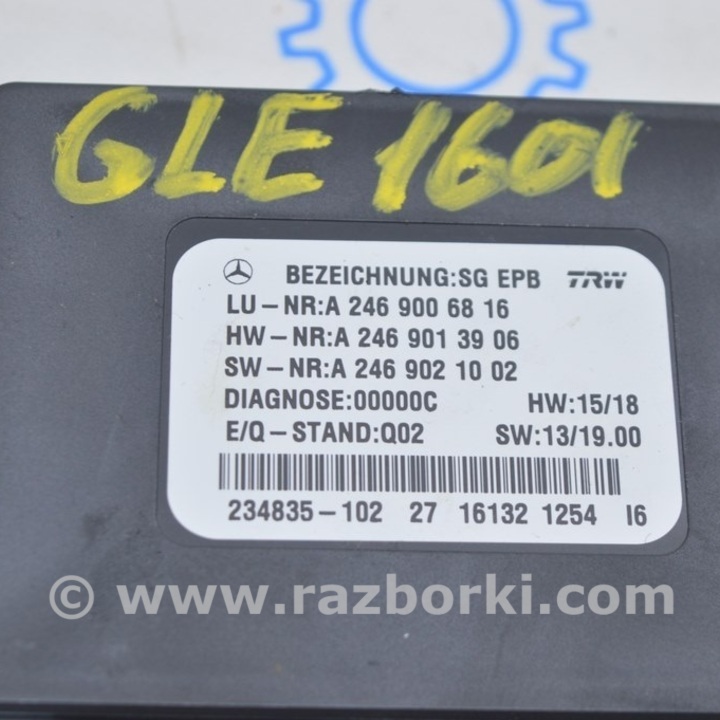 GLE 1601
BEZEICHNUNG:SG EPB TRW
LU-NR:A 246 900 68 16
HW-NR:A 246 901 39 06
SW-NR:A 246 902 10 02
DIAGNOSE:00000C HW:15/18
E/Q-STAND:Q02 SW:13/19.00
234835-102 27 16132 1254 I6
© www.razborki.com